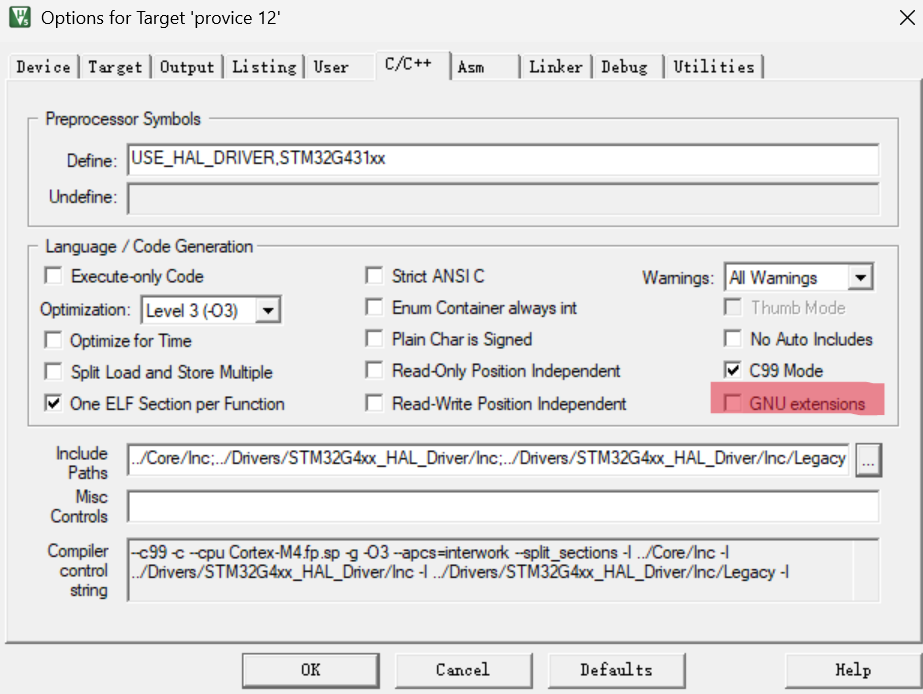 Options for Target 'provice 12'
Device Target Output Listing User C/C++ Asm Linker Debug Utilities
Preprocessor Symbols
Define: USE_HAL_DRIVER,STM32G431xx
Undefine:
Language / Code Generation
Execute-only Code Strict ANSI C Warnings: All Warnings
Optimization: Level 3 (-O3) Enum Container always int Thumb Mode
Optimize for Time Plain Char is Signed No Auto Includes
Split Load and Store Multiple Read-Only Position Independent C99 Mode
One ELF Section per Function Read-Write Position Independent GNU extensions
Include Paths ../Core/Inc;../Drivers/STM32G4xx_HAL_Driver/Inc;../Drivers/STM32G4xx_HAL_Driver/Inc/Legacy ...
Misc Controls
Compiler control string --c99 -c --cpu Cortex-M4.fp.sp -g -O3 --apcs=interwork --split_sections -I ../Core/Inc -I
../Drivers/STM32G4xx_HAL_Driver/Inc -I ../Drivers/STM32G4xx_HAL_Driver/Inc/Legacy -I
OK Cancel Defaults Help